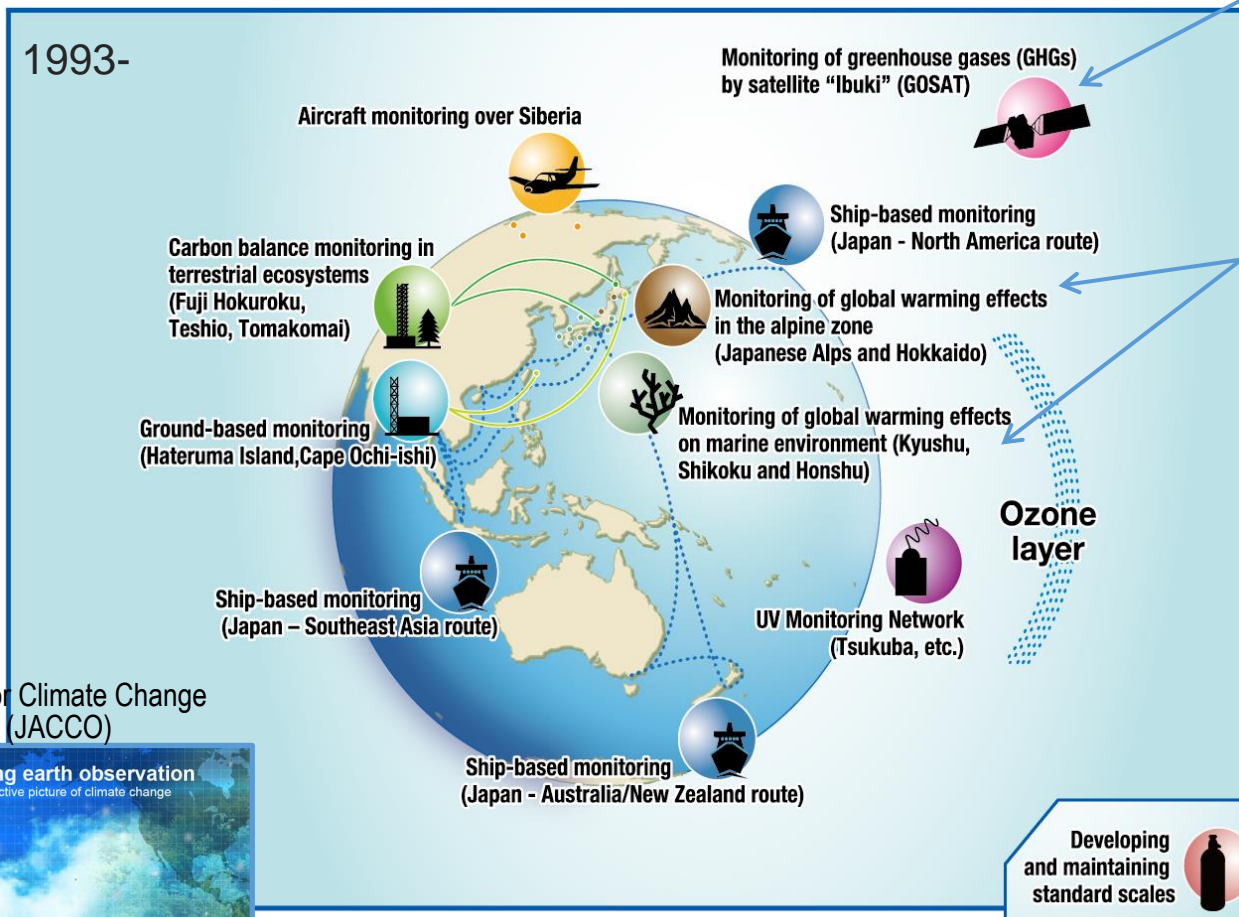 1993-
Monitoring of greenhouse gases (GHGs)
by satellite “Ibuki” (GOSAT)
Aircraft monitoring over Siberia
Ship-based monitoring
(Japan - North America route)
Carbon balance monitoring in
terrestrial ecosystems
(Fuji Hokuroku,
Teshio, Tomakomai)
Monitoring of global warming effects
in the alpine zone
(Japanese Alps and Hokkaido)
Ground-based monitoring
(Hateruma Island,Cape Ochi-ishi)
Monitoring of global warming effects
on marine environment (Kyushu,
Shikoku and Honshu)
Ozone
layer
Ship-based monitoring
(Japan – Southeast Asia route)
UV Monitoring Network
(Tsukuba, etc.)
Climate Change
(JACCO)
earth observation
picture of climate change
Ship-based monitoring
(Japan - Australia/New Zealand route)
Developing
and maintaining
standard scales